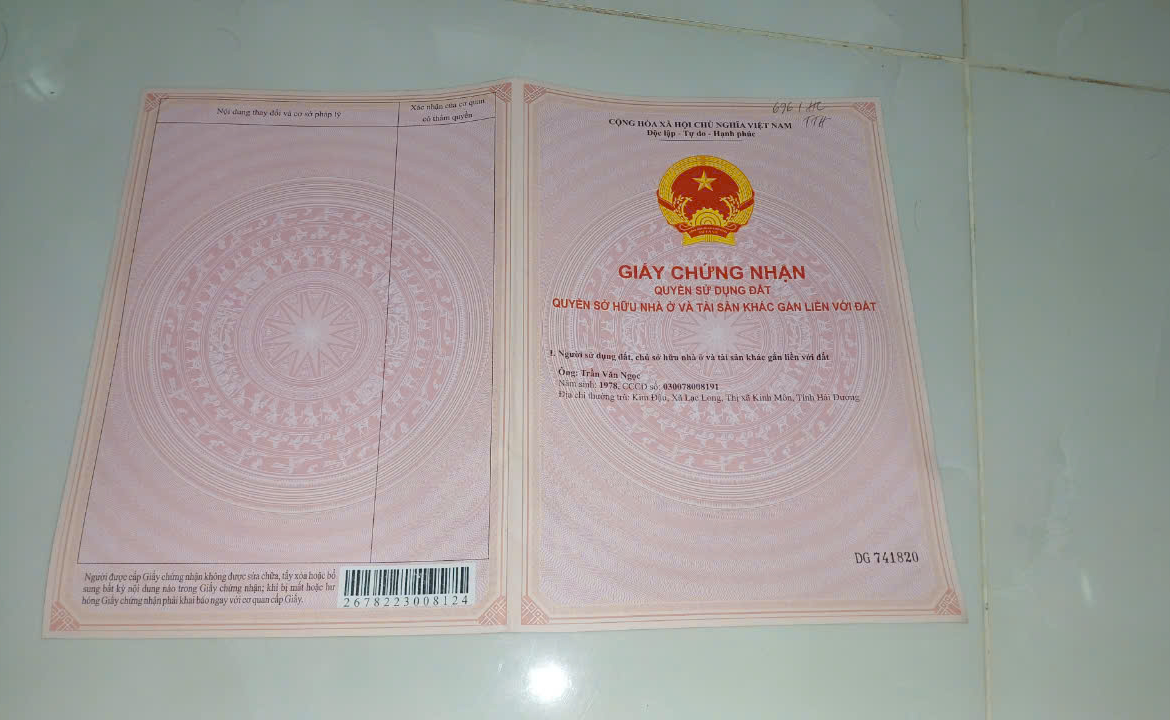 Nội dung thay đổi và cơ sở pháp lý
Xác nhận của cơ quan
có thẩm quyền
Người được cấp Giấy chứng nhận không được sửa chữa, tẩy xóa hoặc bổ
sung bất kỳ nội dung nào trong Giấy chứng nhận; khi bị mất hoặc hư
hỏng Giấy chứng nhận phải khai báo ngay với cơ quan cấp Giấy.
2678223008124
CỘNG HÒA XÃ HỘI CHỦ NGHĨA VIỆT NAM
Độc lập - Tự do - Hạnh phúc
GIẤY CHỨNG NHẬN
QUYỀN SỬ DỤNG ĐẤT
QUYỀN SỞ HỮU NHÀ Ở VÀ TÀI SẢN KHÁC GẮN LIỀN VỚI ĐẤT
I. Người sử dụng đất, chủ sở hữu nhà ở và tài sản khác gắn liền với đất
Ông: Trần Văn Ngọc
Năm sinh: 1978, CCCD số: 030078008191
Địa chỉ thường trú: Kim Đậu, Xã Lạc Long, Thị xã Kinh Môn, Tỉnh Hải Dương
DG 741820